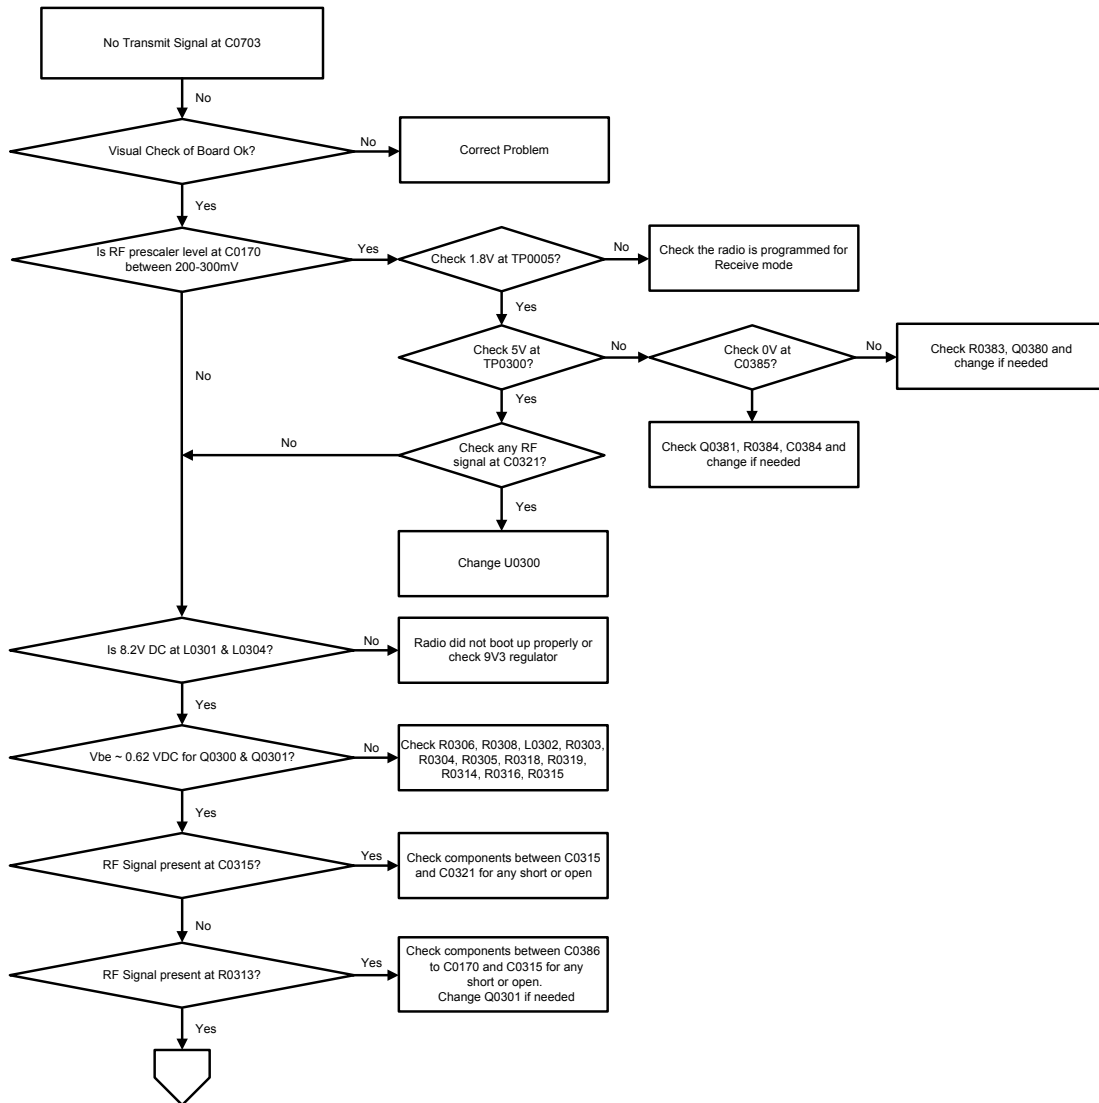 No Transmit Signal at C0703
No
Visual Check of Board Ok?
No
Correct Problem
Yes
Is RF prescaler level at C0170
between 200-300mV
Yes
Check 1.8V at TP0005?
No
Check the radio is programmed for
Receive mode
Yes
No
Check 5V at
TP0300?
No
Check 0V at
C0385?
No
Check R0383, Q0380 and
change if needed
Yes
Check Q0381, R0384, C0384 and
change if needed
Check any RF
signal at C0321?
No
Yes
Change U0300
Is 8.2V DC at L0301 & L0304?
No
Radio did not boot up properly or
check 9V3 regulator
Yes
Vbe ~ 0.62 VDC for Q0300 & Q0301?
No
Check R0306, R0308, L0302, R0303,
R0304, R0305, R0318, R0319,
R0314, R0316, R0315
Yes
RF Signal present at C0315?
Yes
Check components between C0315
and C0321 for any short or open
No
RF Signal present at R0313?
Yes
Check components between C0386
to C0170 and C0315 for any
short or open.
Change Q0301 if needed
Yes